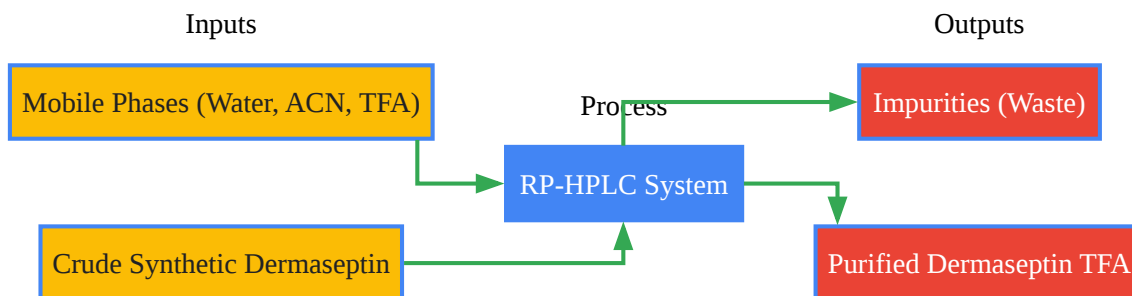 Inputs
Outputs
Mobile Phases (Water, ACN, TFA)
Process
Impurities (Waste)
RP-HPLC System
Crude Synthetic Dermaseptin
Purified Dermaseptin TFA